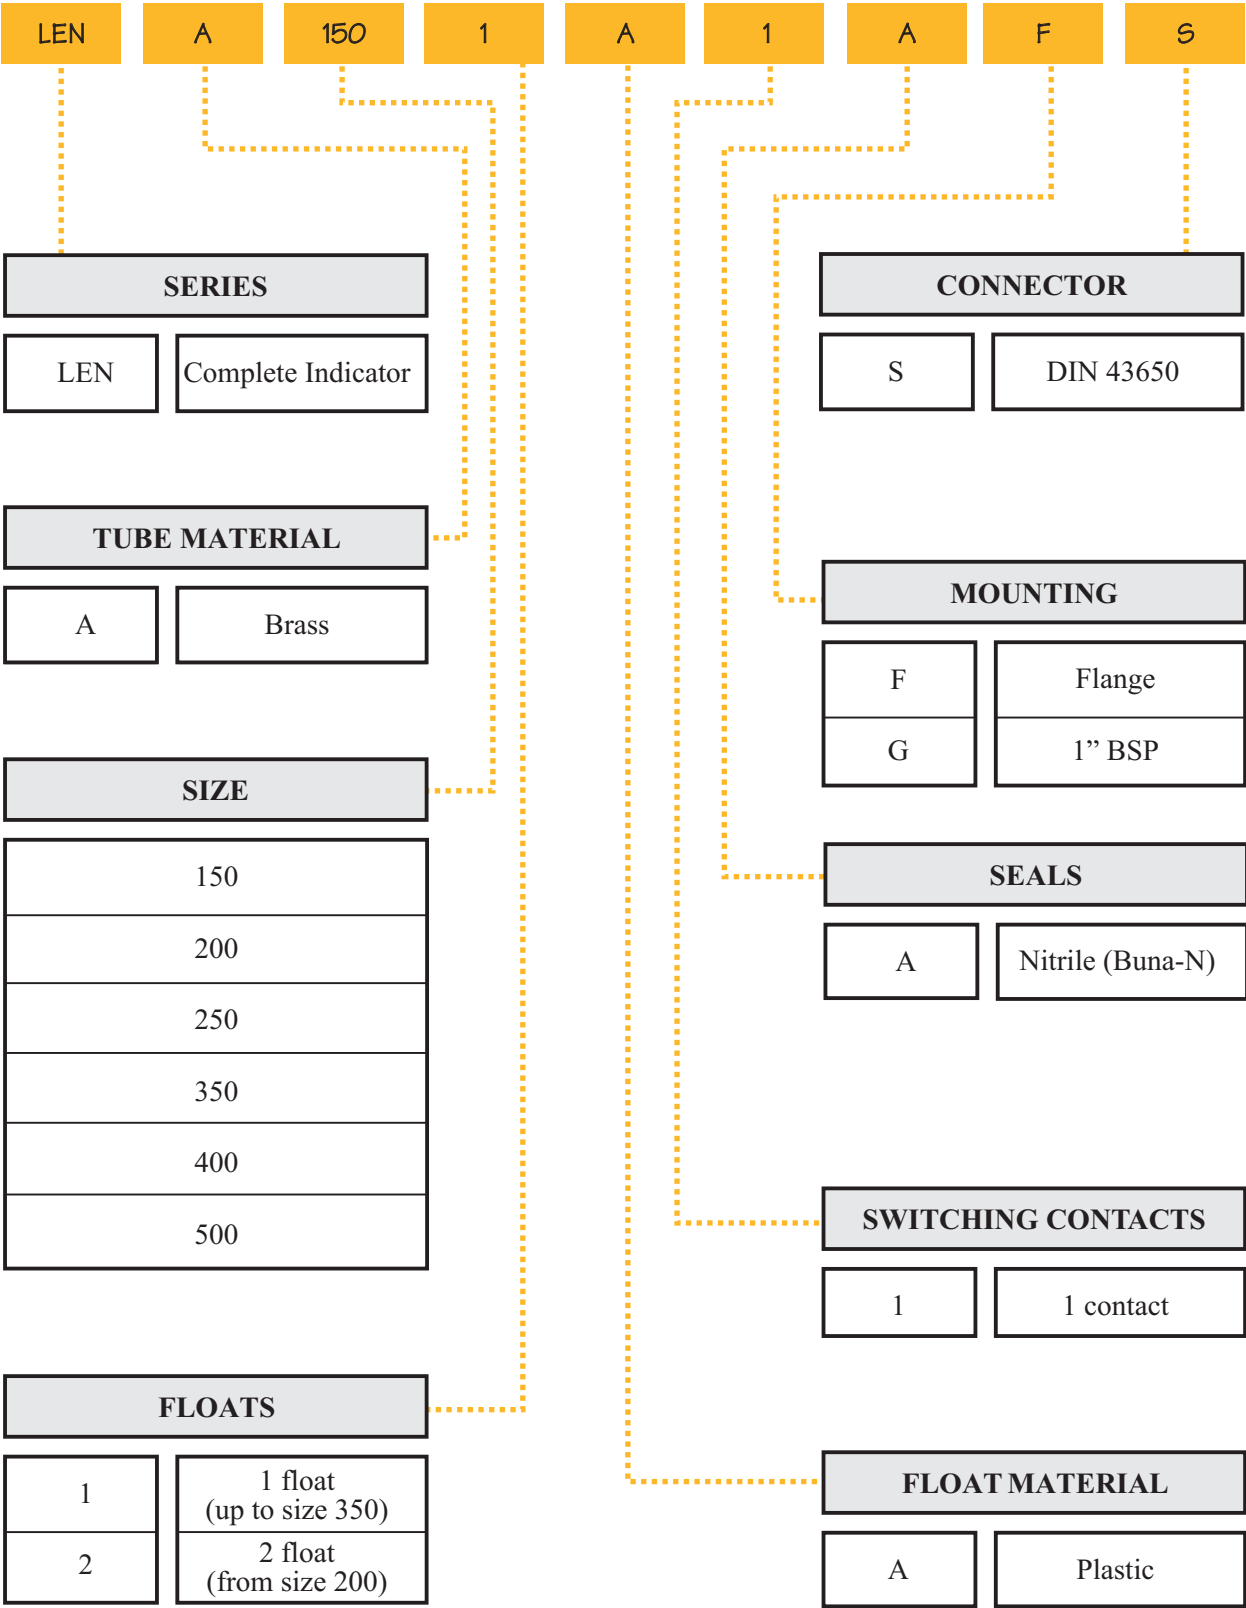 LEN A 150 1 A 1 A F S
SERIES
LEN Complete Indicator
TUBE MATERIAL
A Brass
SIZE
150
200
250
350
400
500
FLOATS
1 1 float
(up to size 350)
2 2 float
(from size 200)
CONNECTOR
S DIN 43650
MOUNTING
F Flange
G 1” BSP
SEALS
A Nitrile (Buna-N)
SWITCHING CONTACTS
1 1 contact
FLOAT MATERIAL
A Plastic